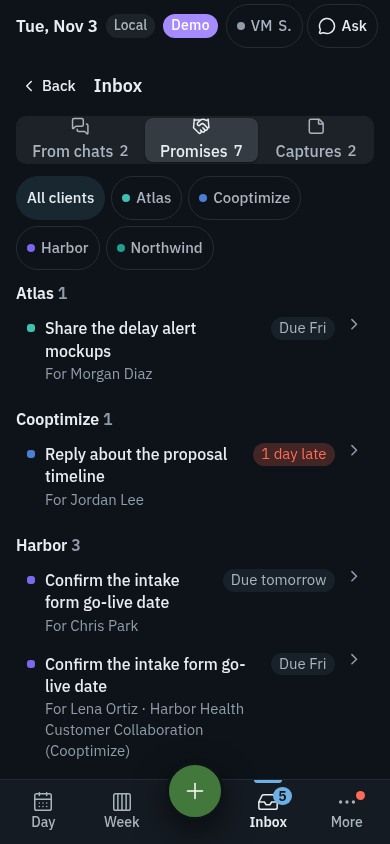 Tue, Nov 3 Local Demo VM S. Ask
Back Inbox
From chats 2 Promises 7 Captures 2
All clients Atlas Cooptimize
Harbor Northwind
Atlas 1
Share the delay alert mockups Due Fri
For Morgan Diaz
Cooptimize 1
Reply about the proposal timeline 1 day late
For Jordan Lee
Harbor 3
Confirm the intake form go-live date Due tomorrow
For Chris Park
Confirm the intake form go-live date Due Fri
For Lena Ortiz · Harbor Health
Customer Collaboration
(Cooptimize)
Day Week Inbox 5 More